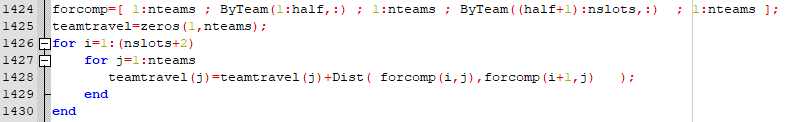 1424 forcomp=[ 1:nteams ; ByTeam(1:half,:) ; 1:nteams ; ByTeam((half+1):nslots,:)  ; 1:nteams ];
1425 teamtravel=zeros(1,nteams);
1426 for i=1:(nslots+2)
1427     for j=1:nteams
1428        teamtravel(j)=teamtravel(j)+Dist( forcomp(i,j),forcomp(i+1,j)   );
1429     end
1430 end